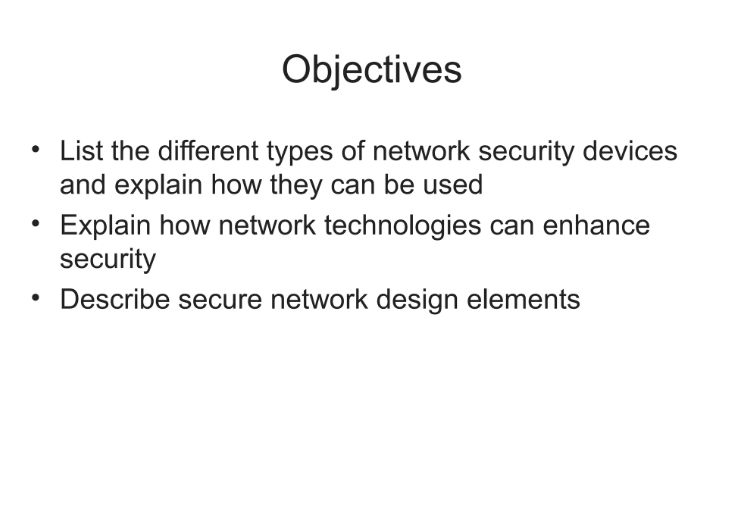 Objectives
• List the different types of network security devices
and explain how they can be used
• Explain how network technologies can enhance
security
• Describe secure network design elements